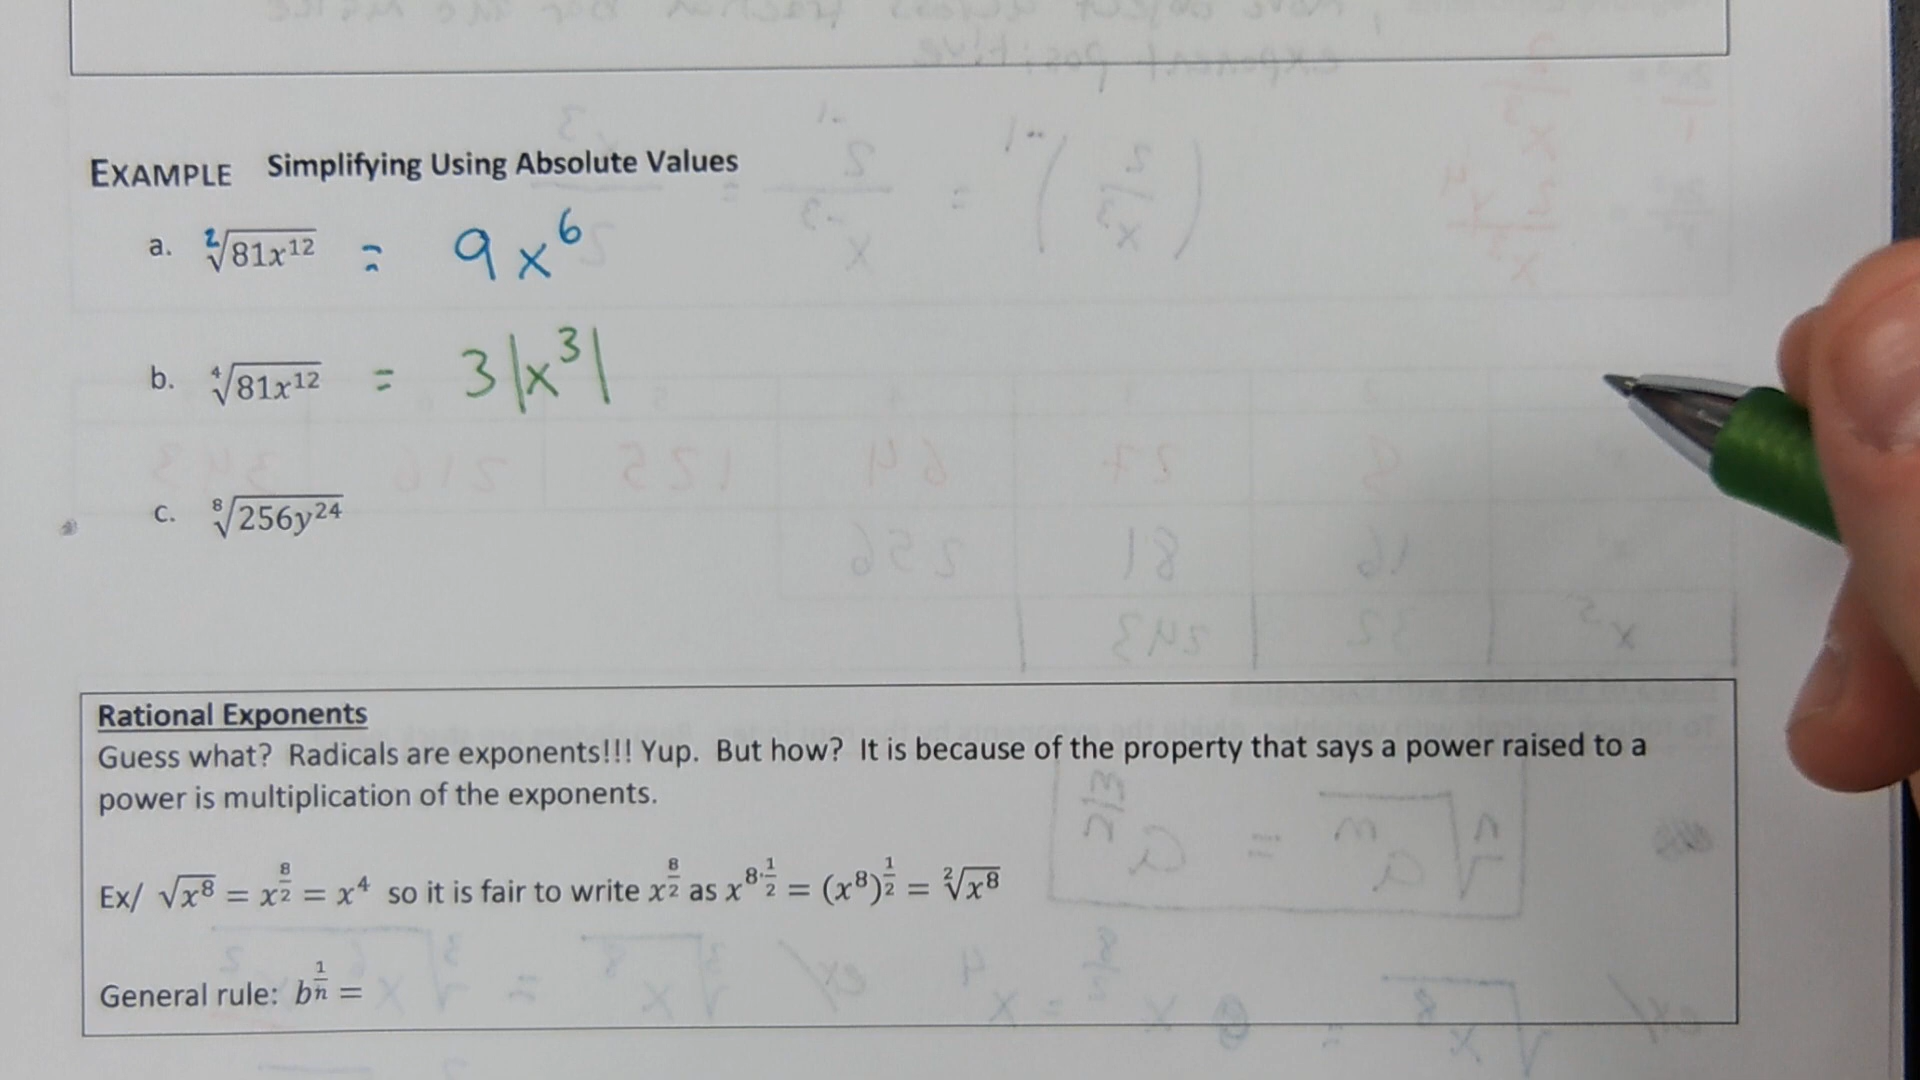 EXAMPLE Simplifying Using Absolute Values
a. ²√81x¹² = 9x⁶
b. ⁴√81x¹² = 3|x³|
c. ⁸√256y²⁴
Rational Exponents
Guess what? Radicals are exponents!!! Yup. But how? It is because of the property that says a power raised to a
power is multiplication of the exponents.
Ex/ √x⁸ = x^(8/2) = x⁴ so it is fair to write x^(8/2) as x^(8·1/2) = (x⁸)^(1/2) = ²√x⁸
General rule: b^(1/n) =